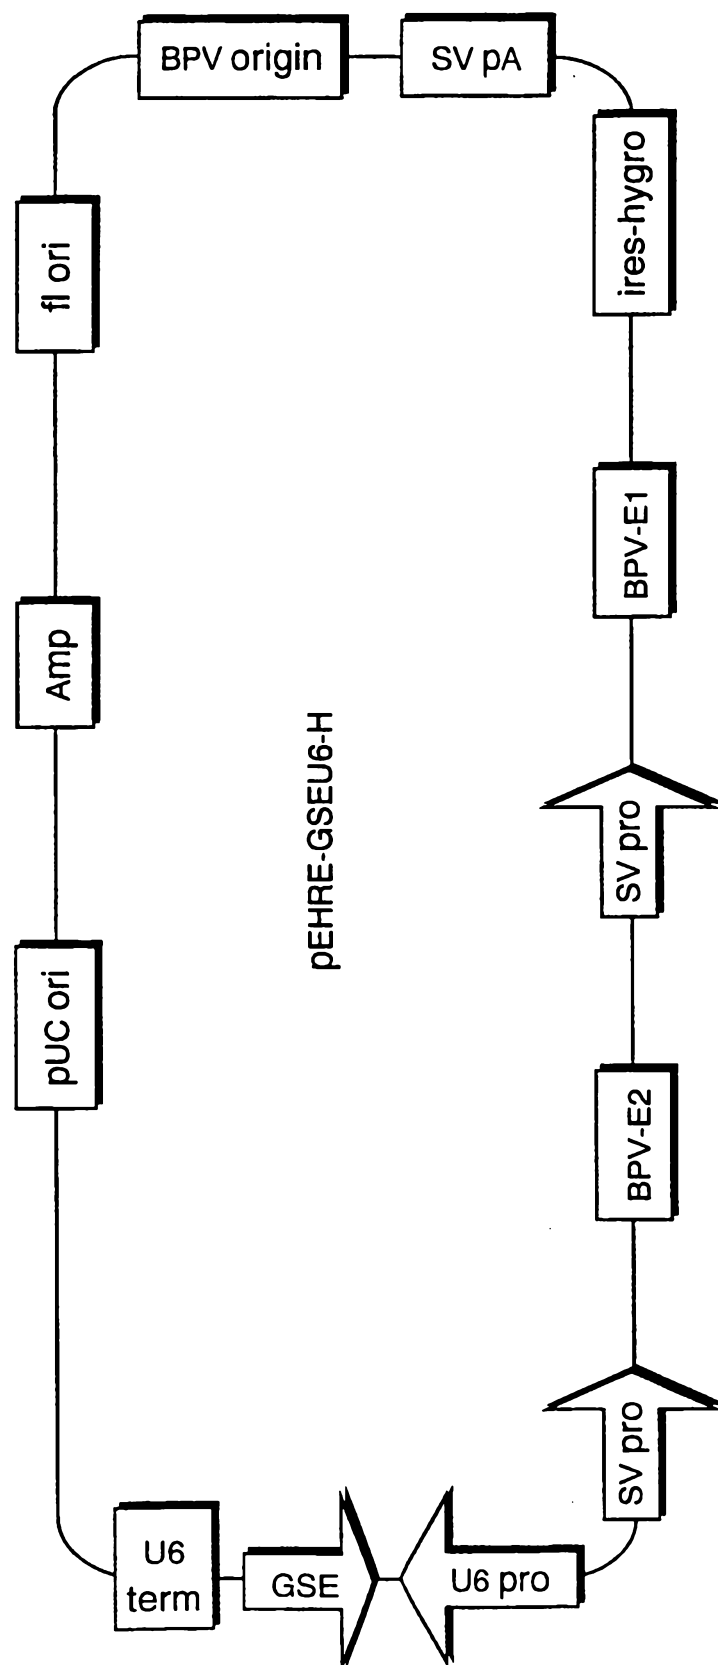 BPV origin
SV pA
ires-hygro
BPV-E1
SV pro
BPV-E2
SV pro
U6 pro
GSE
U6
term
pUC ori
Amp
fI ori
pEHRE-GSEU6-H